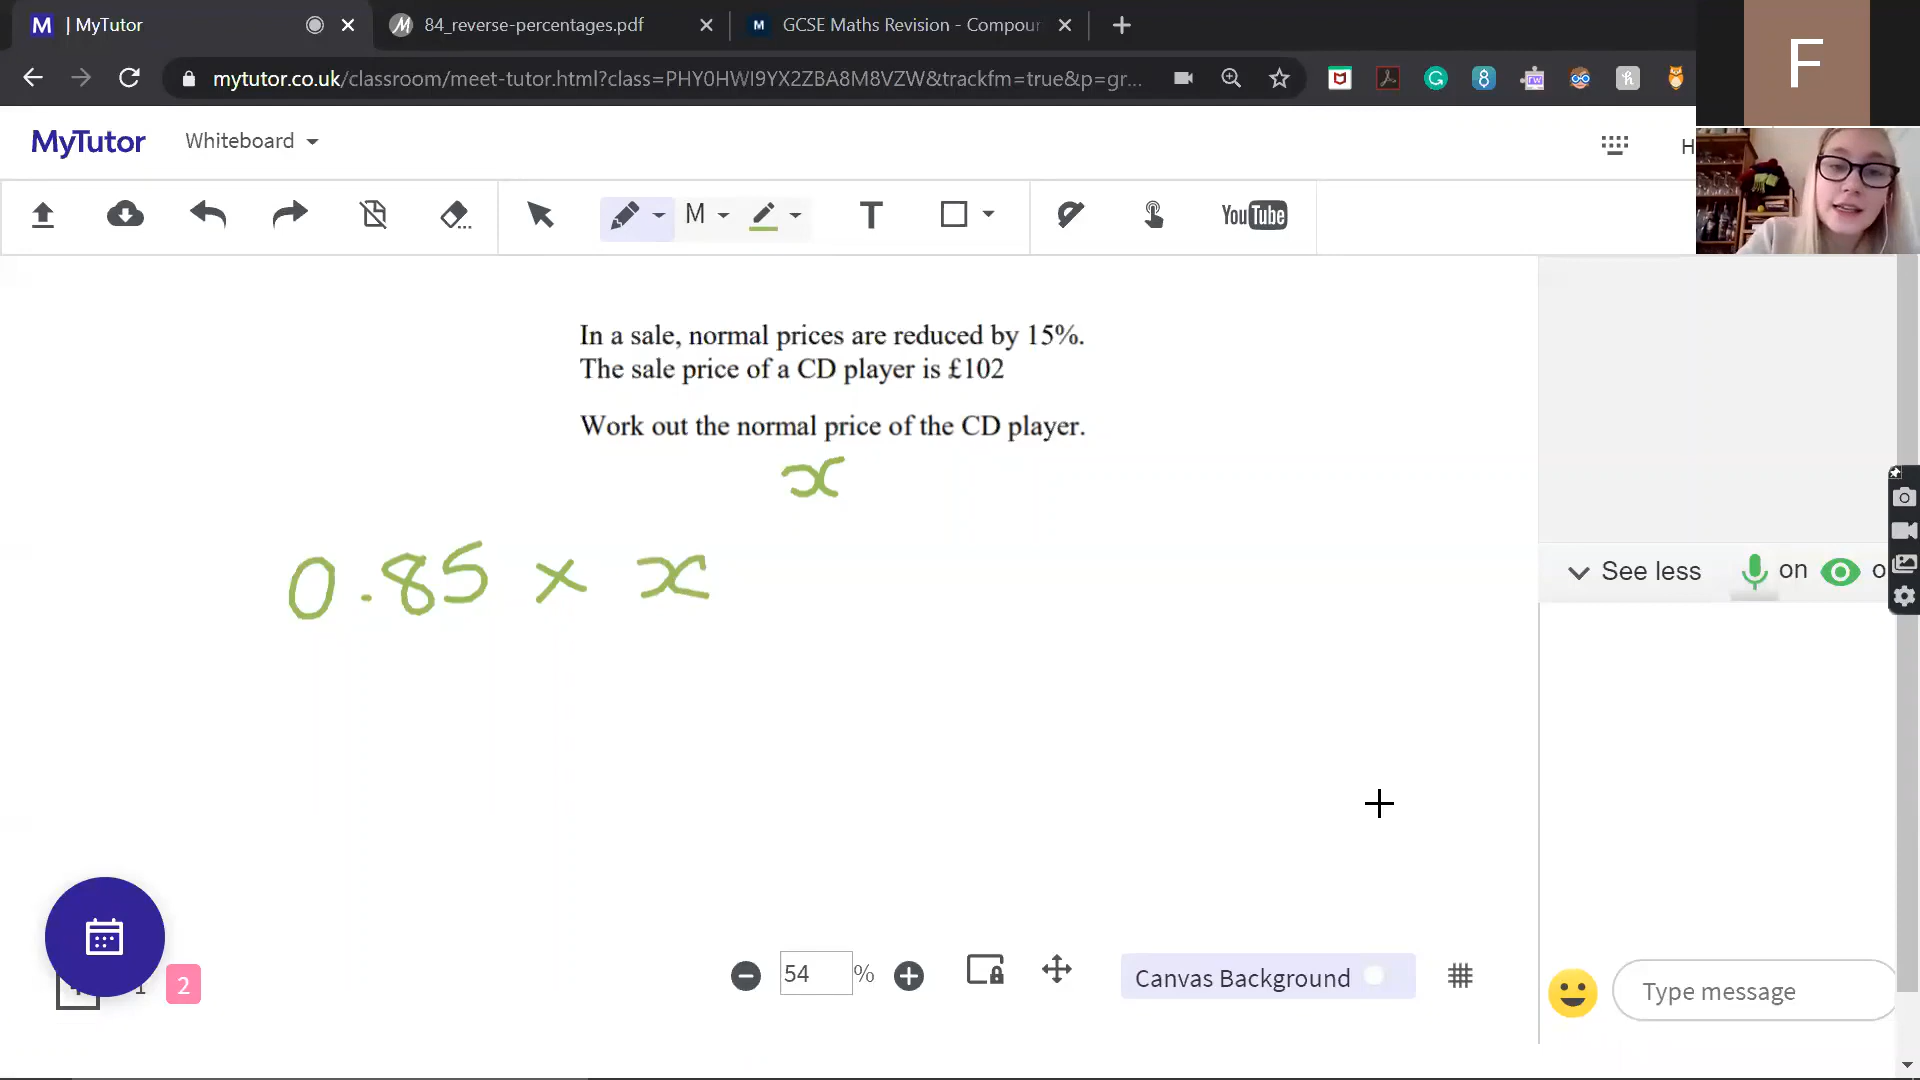 M | MyTutor
84_reverse-percentages.pdf
M GCSE Maths Revision - Compour
mytutor.co.uk/classroom/meet-tutor.html?class=PHY0HWI9YX2ZBA8M8VZW&trackfm=true&p=gr...
F
MyTutor Whiteboard
H
M T YouTube
In a sale, normal prices are reduced by 15%.
The sale price of a CD player is £102
Work out the normal price of the CD player.
x
0.85 × x
See less on o
2
54 %
Canvas Background
Type message